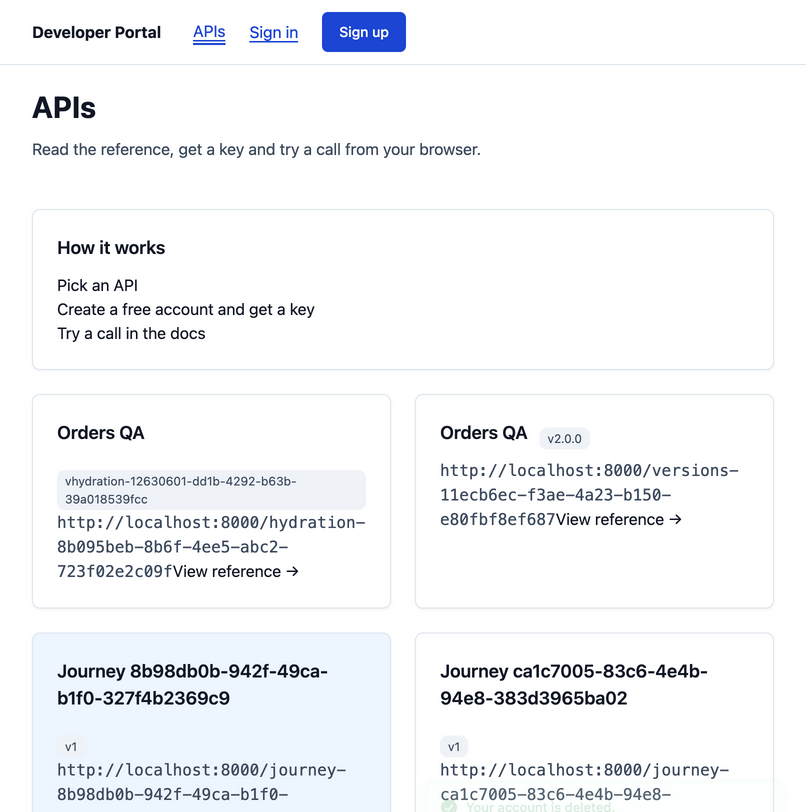 Developer Portal APIs Sign in Sign up
APIs
Read the reference, get a key and try a call from your browser.
How it works
Pick an API
Create a free account and get a key
Try a call in the docs
Orders QA
vhydration-12630601-dd1b-4292-b63b-
39a018539fcc
http://localhost:8000/hydration-
8b095beb-8b6f-4ee5-abc2-
723f02e2c09fView reference →
Orders QA v2.0.0
http://localhost:8000/versions-
11ecb6ec-f3ae-4a23-b150-
e80fbf8ef687View reference →
Journey 8b98db0b-942f-49ca-
b1f0-327f4b2369c9
v1
http://localhost:8000/journey-
8b98db0b-942f-49ca-b1f0-
Journey ca1c7005-83c6-4e4b-
94e8-383d3965ba02
v1
http://localhost:8000/journey-
ca1c7005-83c6-4e4b-94e8-
Your account is deleted.